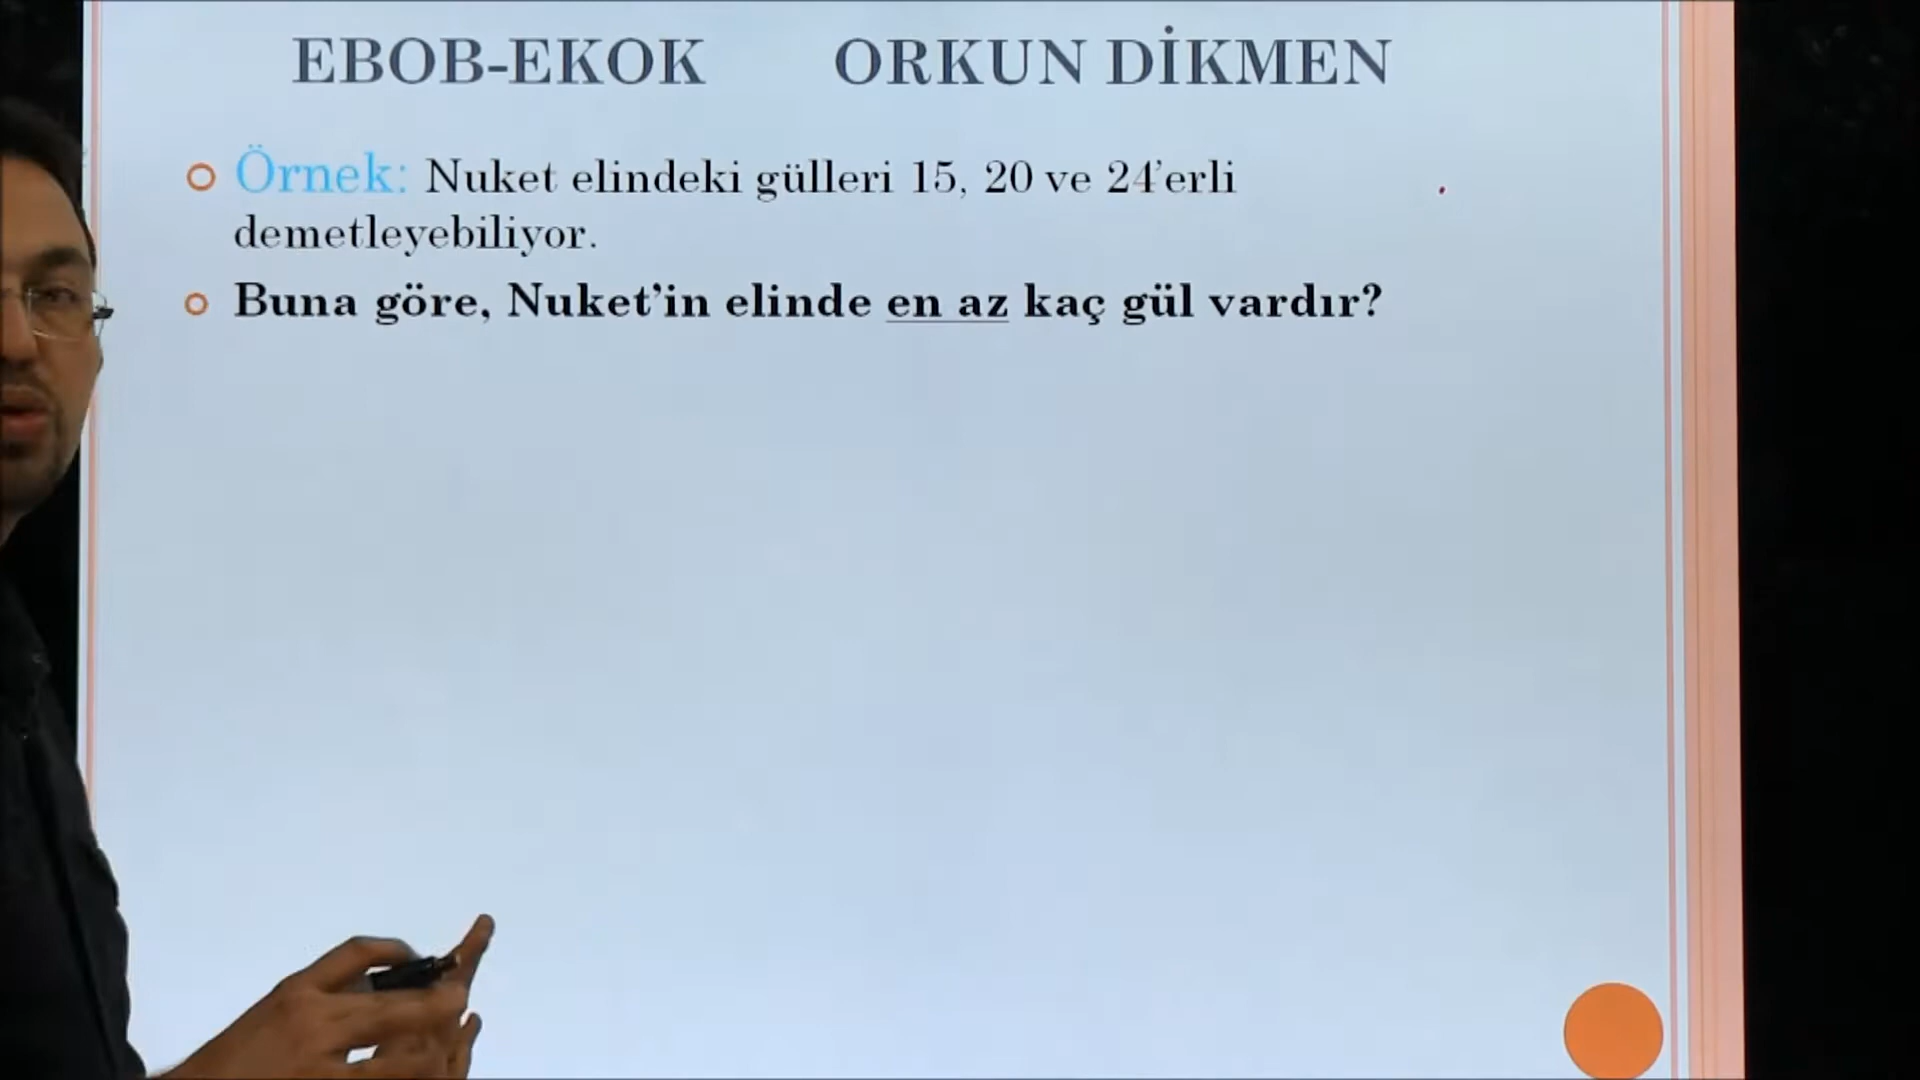 EBOB-EKOK ORKUN DİKMEN
Örnek: Nuket elindeki gülleri 15, 20 ve 24'erli
demetleyebiliyor.
Buna göre, Nuket'in elinde en az kaç gül vardır?